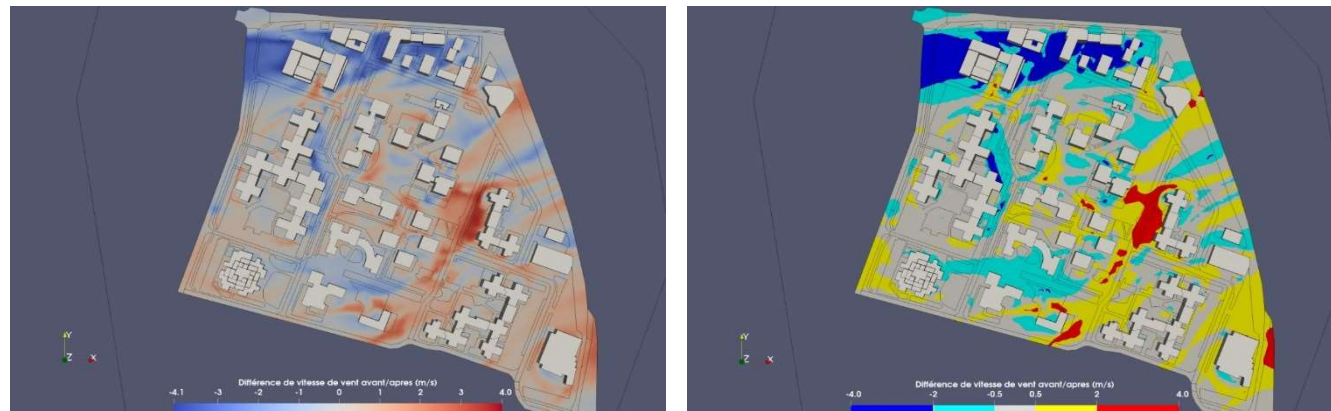 Y
Z X
Différence de vitesse de vent avant/apres (m/s)
-4.1 -3 -2 -1 0 1 2 3 4.0
Y
Z X
Différence de vitesse de vent avant/apres (m/s)
-4.0 -2 -0.5 0.5 2 4.0